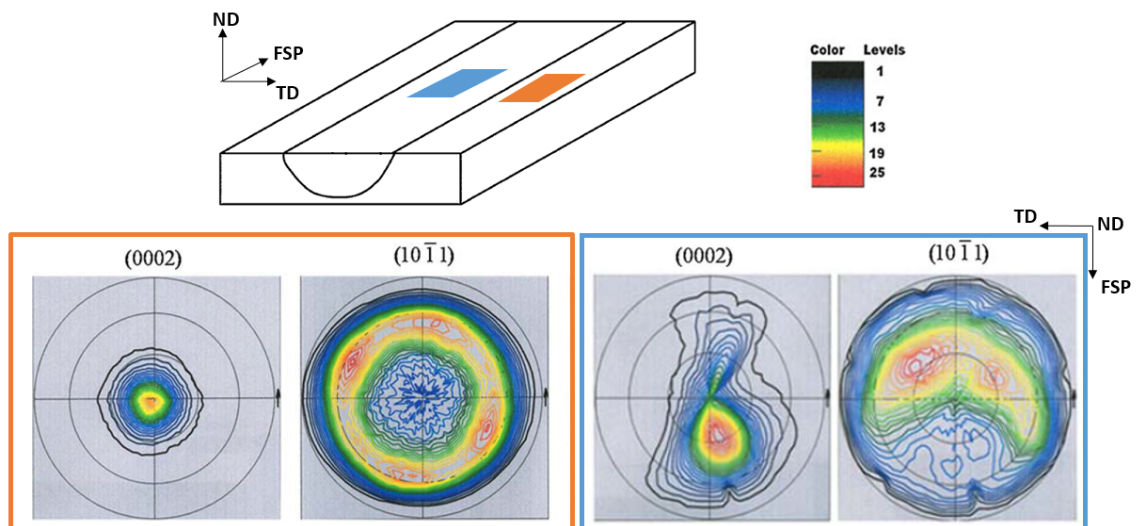 ND
FSP
TD
Color Levels
1
7
13
19
25
TD
ND
FSP
(0002)
(10 1̅ 1)
(0002)
(10 1̅ 1)